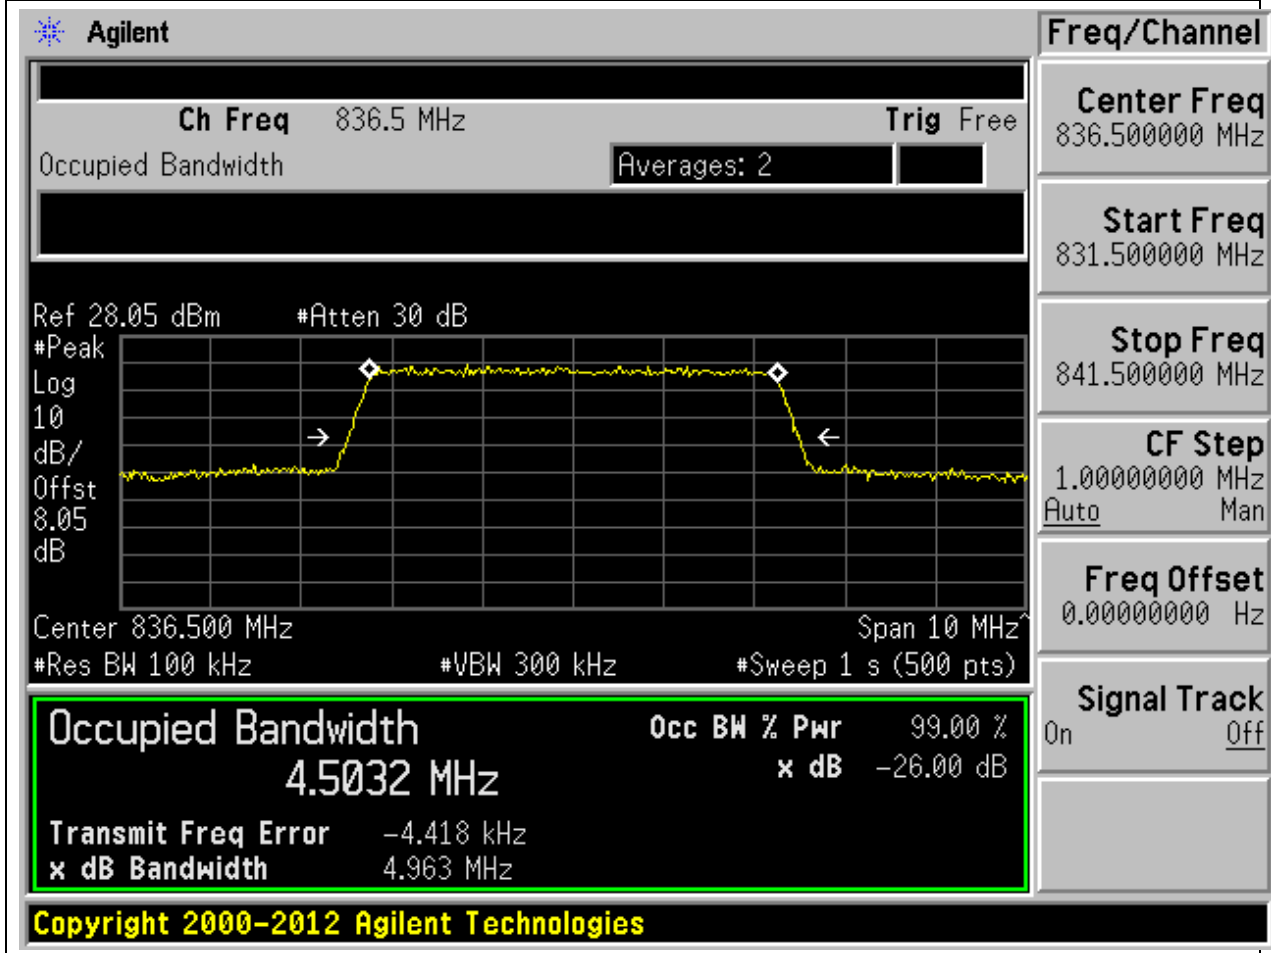 Agilent
Freq/Channel
Ch Freq 836.5 MHz Trig Free
Occupied Bandwidth Averages: 2
Center Freq
836.500000 MHz
Start Freq
831.500000 MHz
Stop Freq
841.500000 MHz
CF Step
1.00000000 MHz
Auto Man
Freq Offset
0.00000000 Hz
Signal Track
On Off
Ref 28.05 dBm #Atten 30 dB
#Peak
Log
10
dB/
Offst
8.05
dB
Center 836.500 MHz Span 10 MHz^
#Res BW 100 kHz #VBW 300 kHz #Sweep 1 s (500 pts)
Occupied Bandwidth Occ BW % Pwr 99.00 %
4.5032 MHz x dB -26.00 dB
Transmit Freq Error -4.418 kHz
x dB Bandwidth 4.963 MHz
Copyright 2000-2012 Agilent Technologies